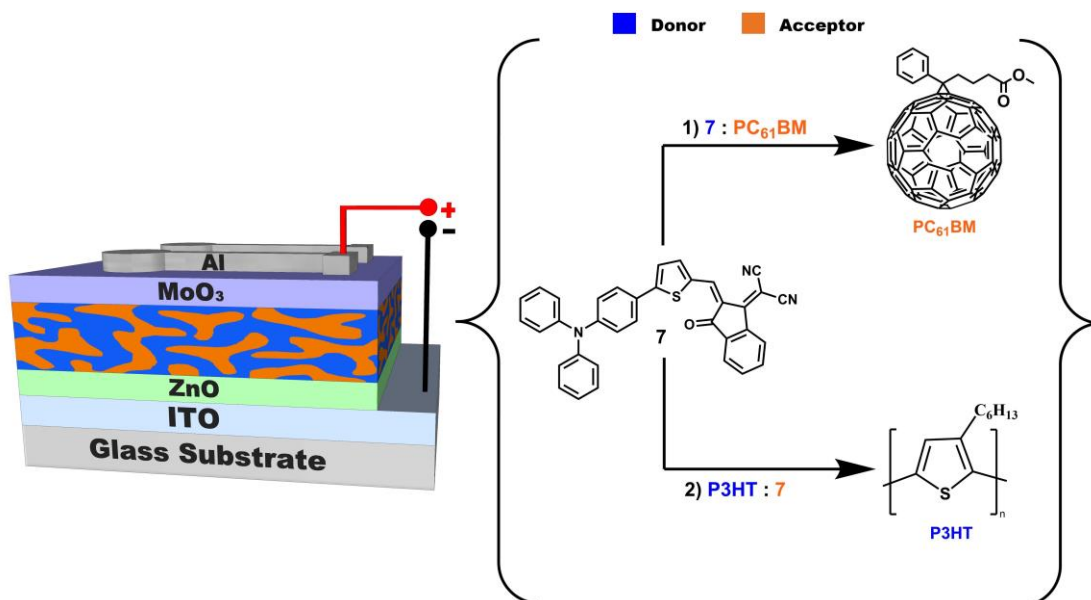 Donor Acceptor
O
O
1) 7 : PC₆₁BM
PC₆₁BM
+
-
Al
MoO₃
ZnO
ITO
Glass Substrate
NC
CN
S
O
N
7
C₆H₁₃
S
n
2) P3HT : 7
P3HT